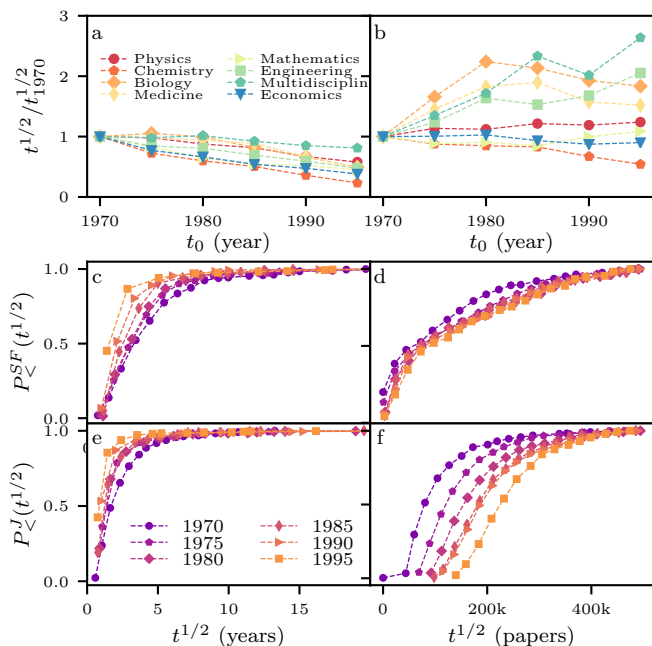 3
2
1
0
t^{1/2}/t^{1/2}_{1970}
a
Physics
Chemistry
Biology
Medicine
Mathematics
Engineering
Multidisciplin
Economics
b
1970 1980 1990
1970 1980 1990
t_0 (year)
t_0 (year)
c
1.0
0.5
0.0
P^{SF}_<(t^{1/2})
d
e
1.0
0
0.5
0.0
P^J_<(t^{1/2})
1970
1975
1980
1985
1990
1995
f
0 5 10 15
0 200k 400k
t^{1/2} (years)
t^{1/2} (papers)